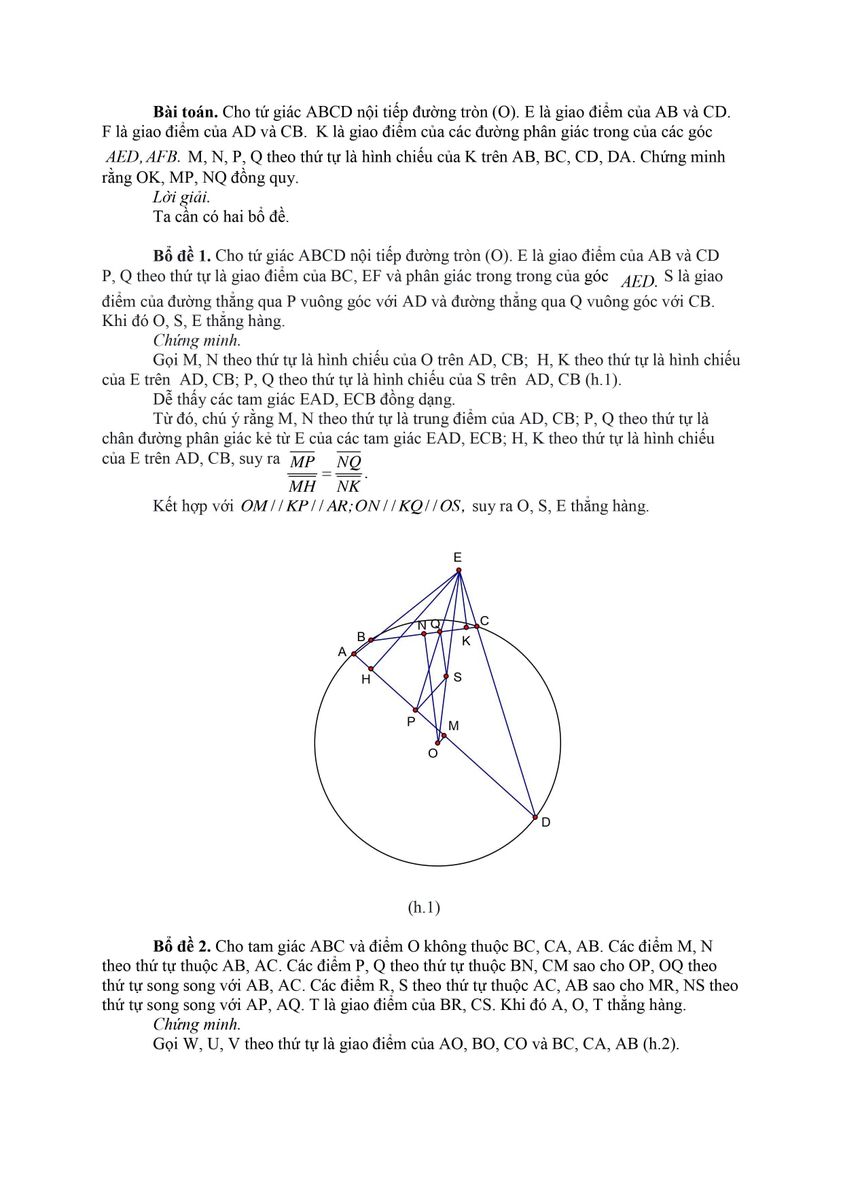 Bài toán. Cho tứ giác ABCD nội tiếp đường tròn (O). E là giao điểm của AB và CD.
F là giao điểm của AD và CB. K là giao điểm của các đường phân giác trong của các góc
AED, AFB. M, N, P, Q theo thứ tự là hình chiếu của K trên AB, BC, CD, DA. Chứng minh
rằng OK, MP, NQ đồng quy.
Lời giải.
Ta cần có hai bổ đề.
Bổ đề 1. Cho tứ giác ABCD nội tiếp đường tròn (O). E là giao điểm của AB và CD
P, Q theo thứ tự là giao điểm của BC, EF và phân giác trong trong của góc AED. S là giao
điểm của đường thẳng qua P vuông góc với AD và đường thẳng qua Q vuông góc với CB.
Khi đó O, S, E thẳng hàng.
Chứng minh.
Gọi M, N theo thứ tự là hình chiếu của O trên AD, CB; H, K theo thứ tự là hình chiếu
của E trên AD, CB; P, Q theo thứ tự là hình chiếu của S trên AD, CB (h.1).
Dễ thấy các tam giác EAD, ECB đồng dạng.
Từ đó, chú ý rằng M, N theo thứ tự là trung điểm của AD, CB; P, Q theo thứ tự là
chân đường phân giác kẻ từ E của các tam giác EAD, ECB; H, K theo thứ tự là hình chiếu
của E trên AD, CB, suy ra MP/MH = NQ/NK.
Kết hợp với OM//KP//AR;ON//KQ//OS, suy ra O, S, E thẳng hàng.
E
B
N Q
C
A
K
H
S
P
M
O
D
(h.1)
Bổ đề 2. Cho tam giác ABC và điểm O không thuộc BC, CA, AB. Các điểm M, N
theo thứ tự thuộc AB, AC. Các điểm P, Q theo thứ tự thuộc BN, CM sao cho OP, OQ theo
thứ tự song song với AB, AC. Các điểm R, S theo thứ tự thuộc AC, AB sao cho MR, NS theo
thứ tự song song với AP, AQ. T là giao điểm của BR, CS. Khi đó A, O, T thẳng hàng.
Chứng minh.
Gọi W, U, V theo thứ tự là giao điểm của AO, BO, CO và BC, CA, AB (h.2).